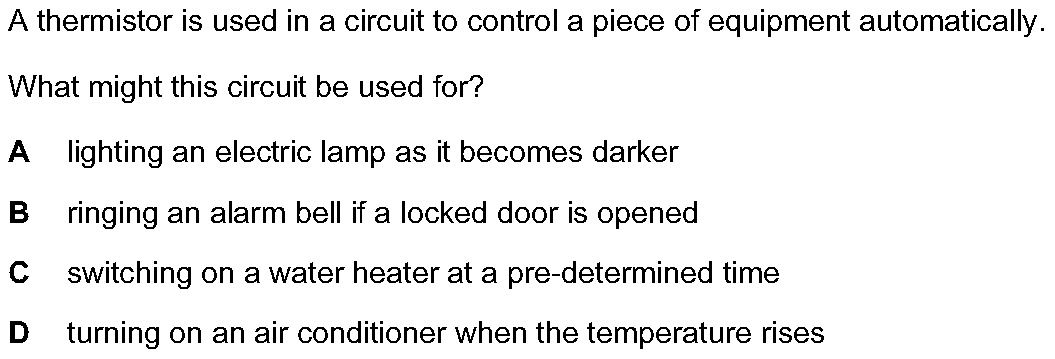 A thermistor is used in a circuit to control a piece of equipment automatically.
What might this circuit be used for?
A lighting an electric lamp as it becomes darker
B ringing an alarm bell if a locked door is opened
C switching on a water heater at a pre-determined time
D turning on an air conditioner when the temperature rises